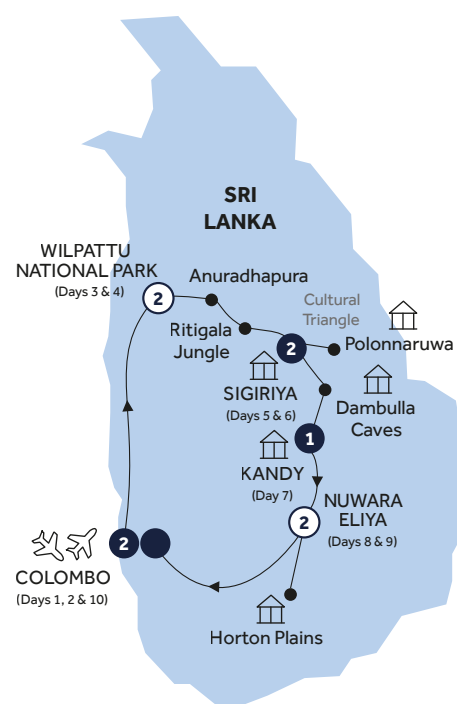 SRI
LANKA
WILPATTU
NATIONAL PARK
(Days 3 & 4)
2
Anuradhapura
Ritigala
Jungle
Cultural
Triangle
Polonnaruwa
2
SIGIRIYA
(Days 5 & 6)
Dambulla
Caves
1
KANDY
(Day 7)
NUWARA
ELIYA
(Days 8 & 9)
2
2
COLOMBO
(Days 1, 2 & 10)
Horton Plains